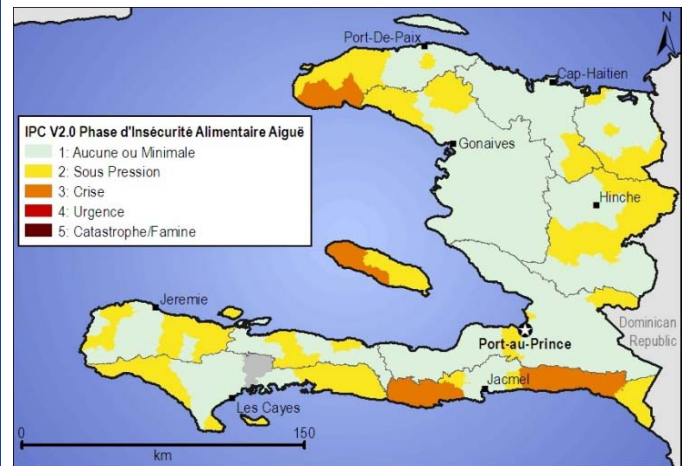 N
Port-De-Paix
Cap-Haitien
IPC V2.0 Phase d'Insécurité Alimentaire Aiguë
1: Aucune ou Minimale
2: Sous Pression
3: Crise
4: Urgence
5: Catastrophe/Famine
Gonaives
Hinche
Jeremie
Dominican
Republic
Port-au-Prince
Jacmel
Les Cayes
0 150
km